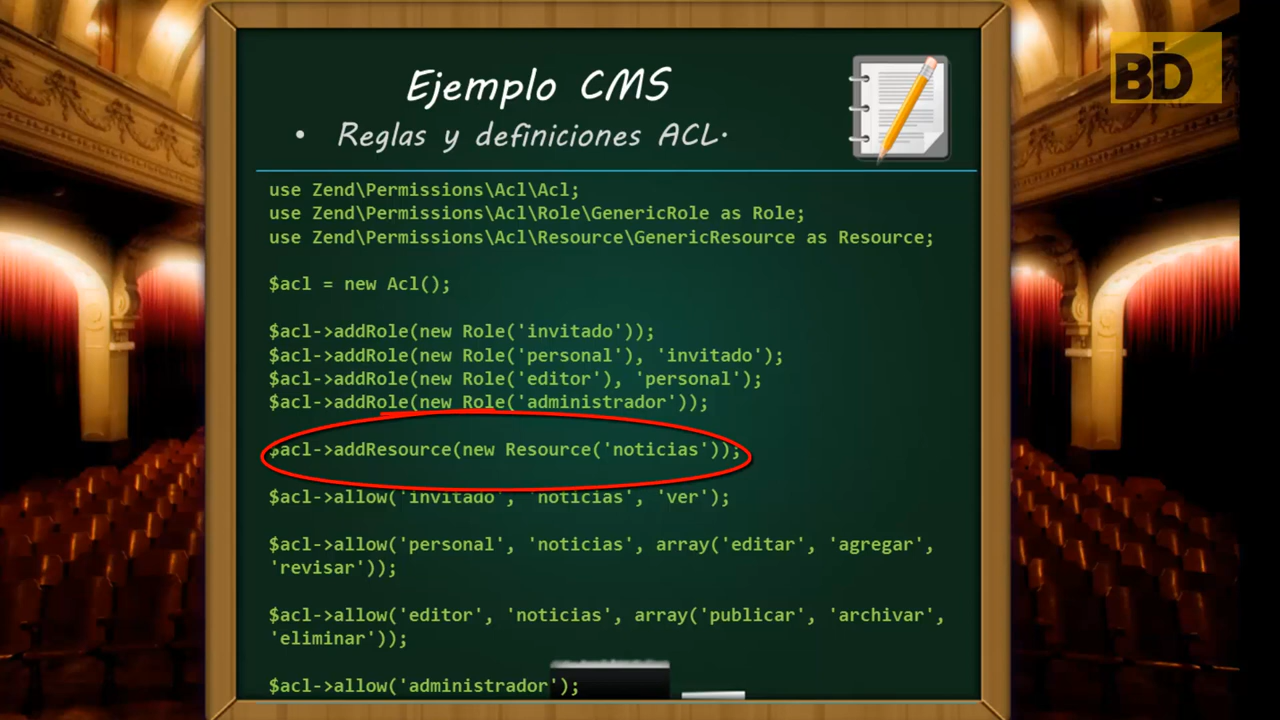 Ejemplo CMS
BiD
• Reglas y definiciones ACL.
use Zend\Permissions\Acl\Acl;
use Zend\Permissions\Acl\Role\GenericRole as Role;
use Zend\Permissions\Acl\Resource\GenericResource as Resource;
$acl = new Acl();
$acl->addRole(new Role('invitado'));
$acl->addRole(new Role('personal'), 'invitado');
$acl->addRole(new Role('editor'), 'personal');
$acl->addRole(new Role('administrador'));
$acl->addResource(new Resource('noticias'));
$acl->allow('invitado', 'noticias', 'ver');
$acl->allow('personal', 'noticias', array('editar', 'agregar',
'revisar'));
$acl->allow('editor', 'noticias', array('publicar', 'archivar',
'eliminar'));
$acl->allow('administrador');